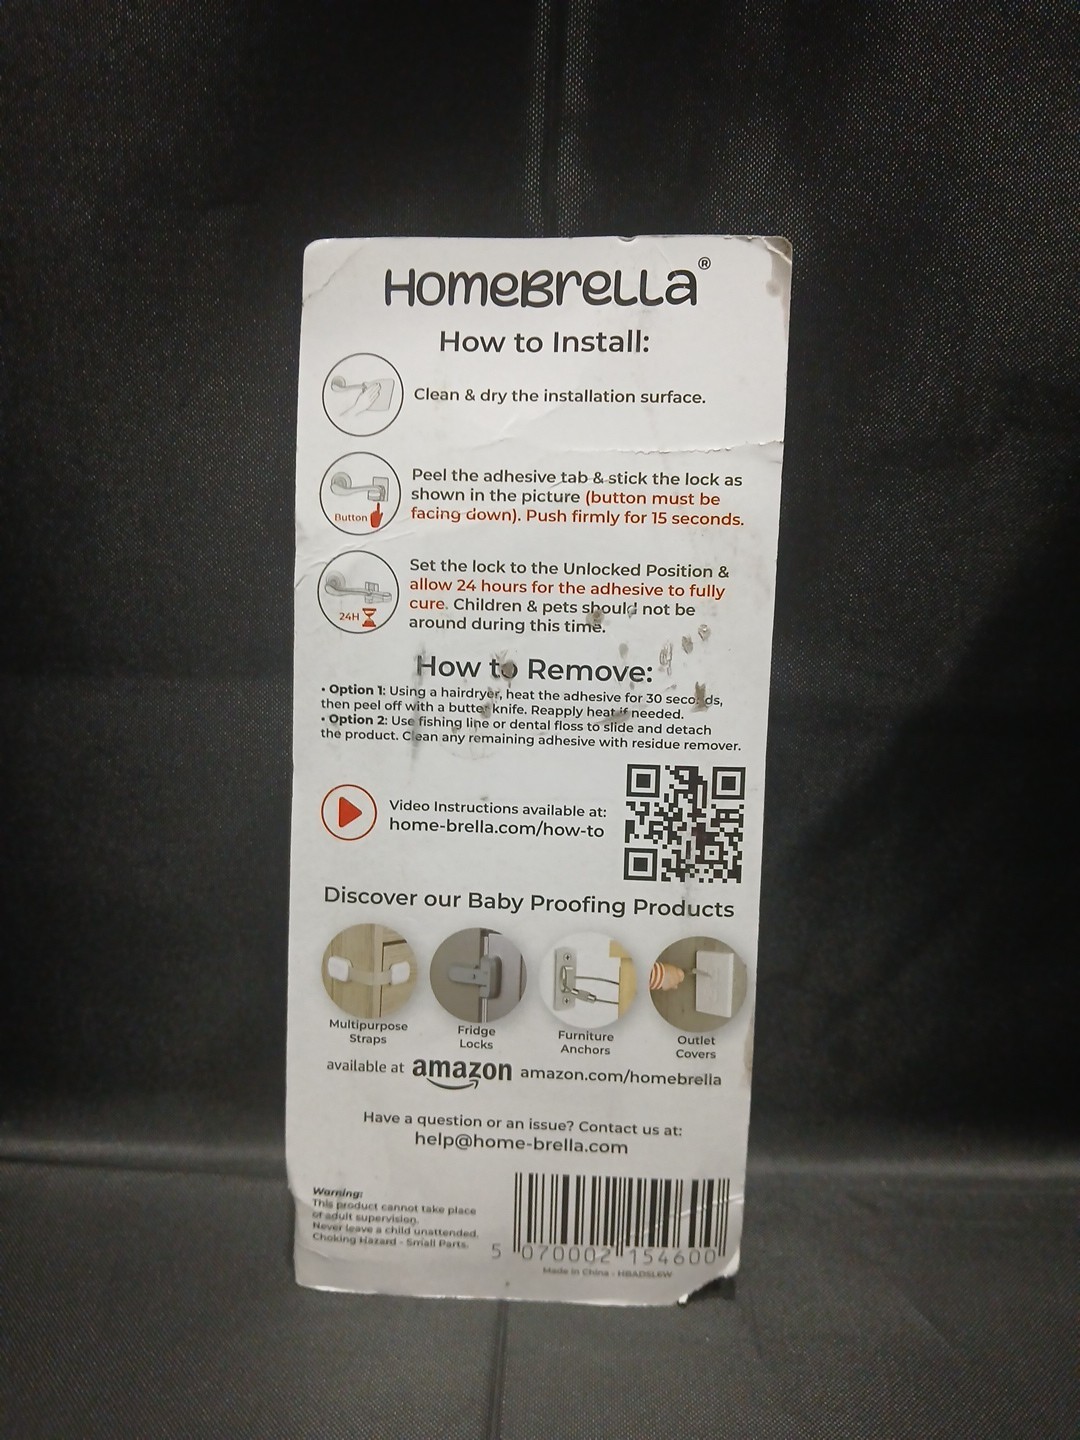 HOMEBRELLA®
How to Install:
Clean & dry the installation surface.
Peel the adhesive tab & stick the lock as
shown in the picture (button must be
facing down). Push firmly for 15 seconds.
Button
Set the lock to the Unlocked Position &
allow 24 hours for the adhesive to fully
cure. Children & pets should not be
around during this time.
24H
How to Remove:
• Option 1: Using a hairdryer, heat the adhesive for 30 seconds,
then peel off with a butter knife. Reapply heat if needed.
• Option 2: Use fishing line or dental floss to slide and detach
the product. Clean any remaining adhesive with residue remover.
Video Instructions available at:
home-brella.com/how-to
Discover our Baby Proofing Products
Multipurpose
Straps
Fridge
Locks
Furniture
Anchors
Outlet
Covers
available at amazon amazon.com/homebrella
Have a question or an issue? Contact us at:
help@home-brella.com
Warning:
This product cannot take place
of adult supervision.
Never leave a child unattended.
Choking Hazard - Small Parts.
5 070002 154600
Made in China - HBADSL6W